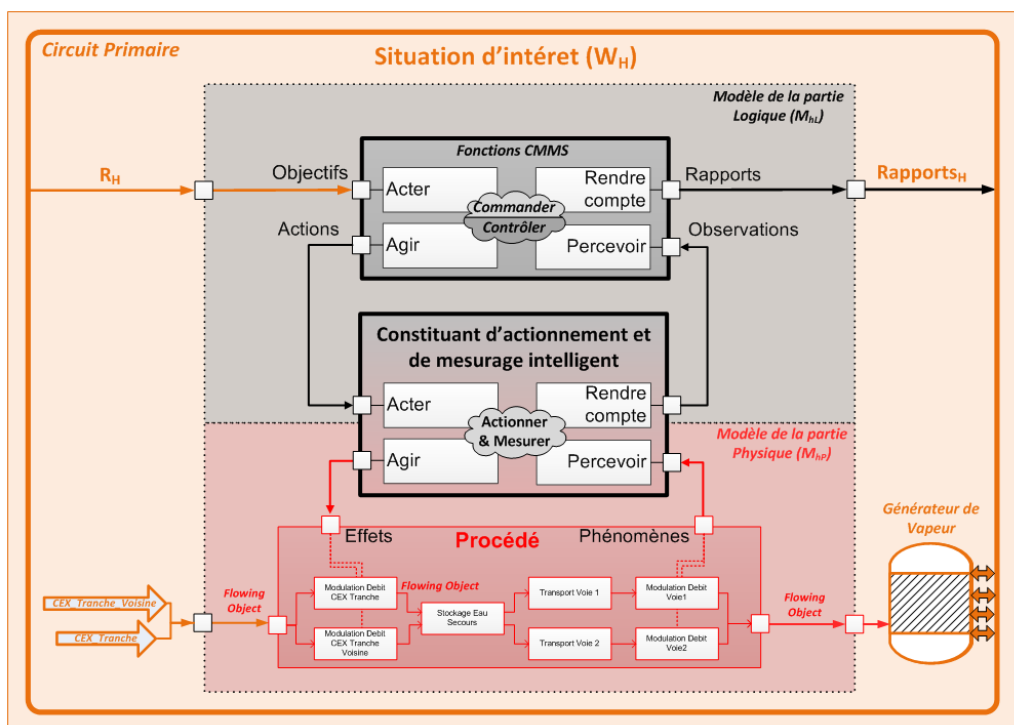 Circuit Primaire
Situation d’intéret (WH)
Modèle de la partie
Logique (MhL)
Fonctions CMMS
RH
Objectifs
Acter
Rendre
compte
Rapports
RapportsH
Commander
Contrôler
Actions
Agir
Percevoir
Observations
Constituant d’actionnement et
de mesurage intelligent
Acter
Rendre
compte
Actionner
& Mesurer
Agir
Percevoir
Modèle de la partie
Physique (MhP)
Effets
Procédé
Phénomènes
Générateur de
Vapeur
Flowing
Object
Modulation Debit
CEX Tranche
Flowing Object
Stockage Eau
Secours
Transport Voie 1
Modulation Debit
Voie1
Flowing
Object
CEX_Tranche_Voisine
CEX_Tranche
Modulation Debit
CEX Tranche
Voisine
Transport Voie 2
Modulation Debit
Voie2